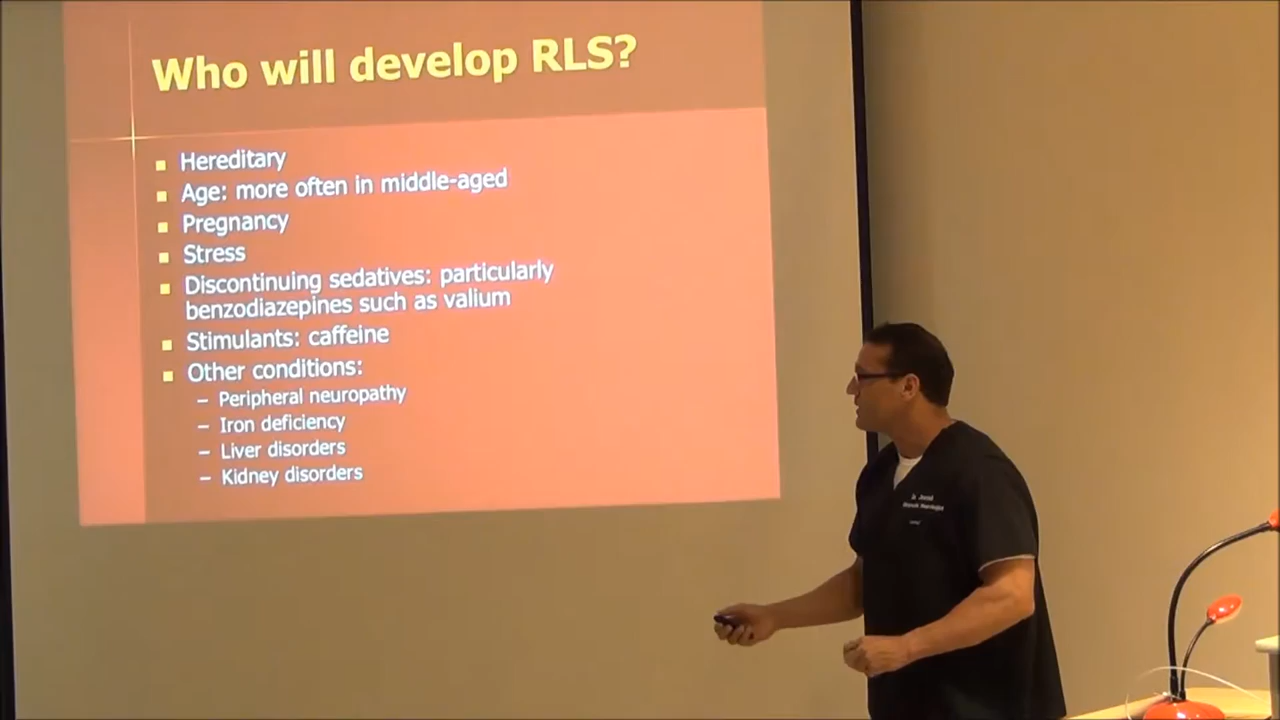 Who will develop RLS?
Hereditary
Age: more often in middle-aged
Pregnancy
Stress
Discontinuing sedatives: particularly
benzodiazepines such as valium
Stimulants: caffeine
Other conditions:
– Peripheral neuropathy
– Iron deficiency
– Liver disorders
– Kidney disorders